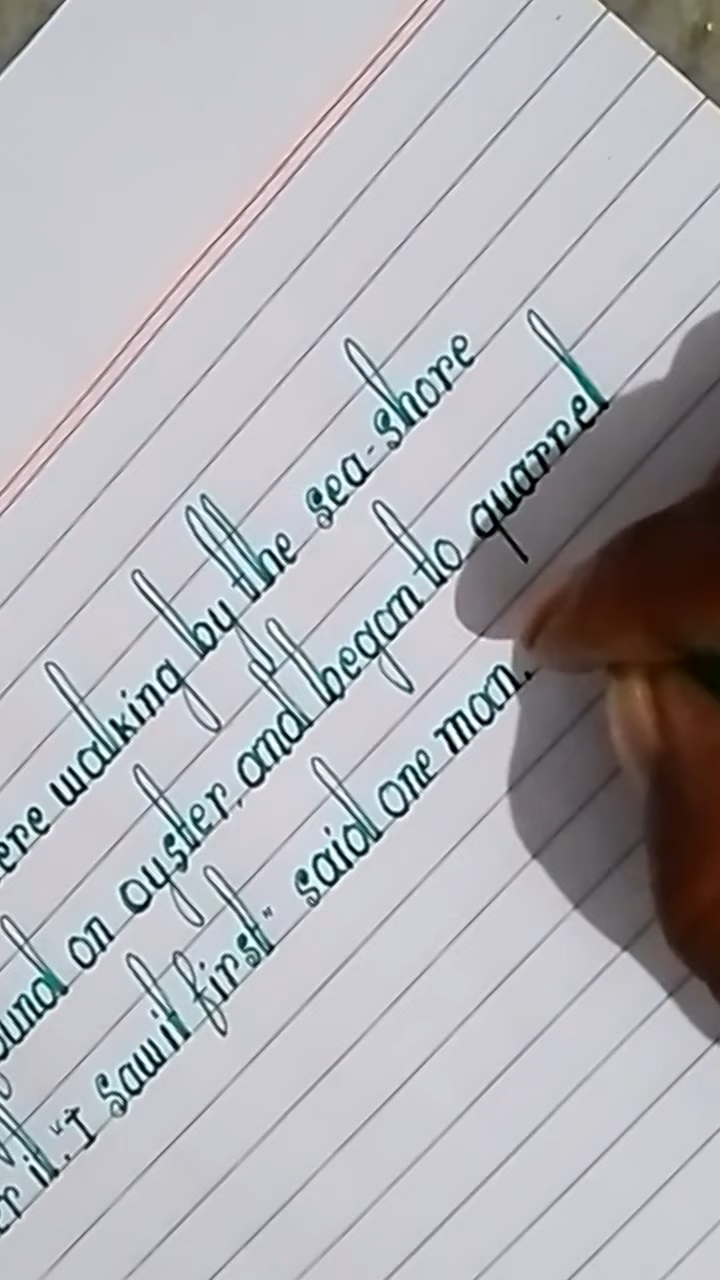 ere walking by the sea-shore
ound an oyster, and began to quarrel
er it. "I saw it first" said one man.